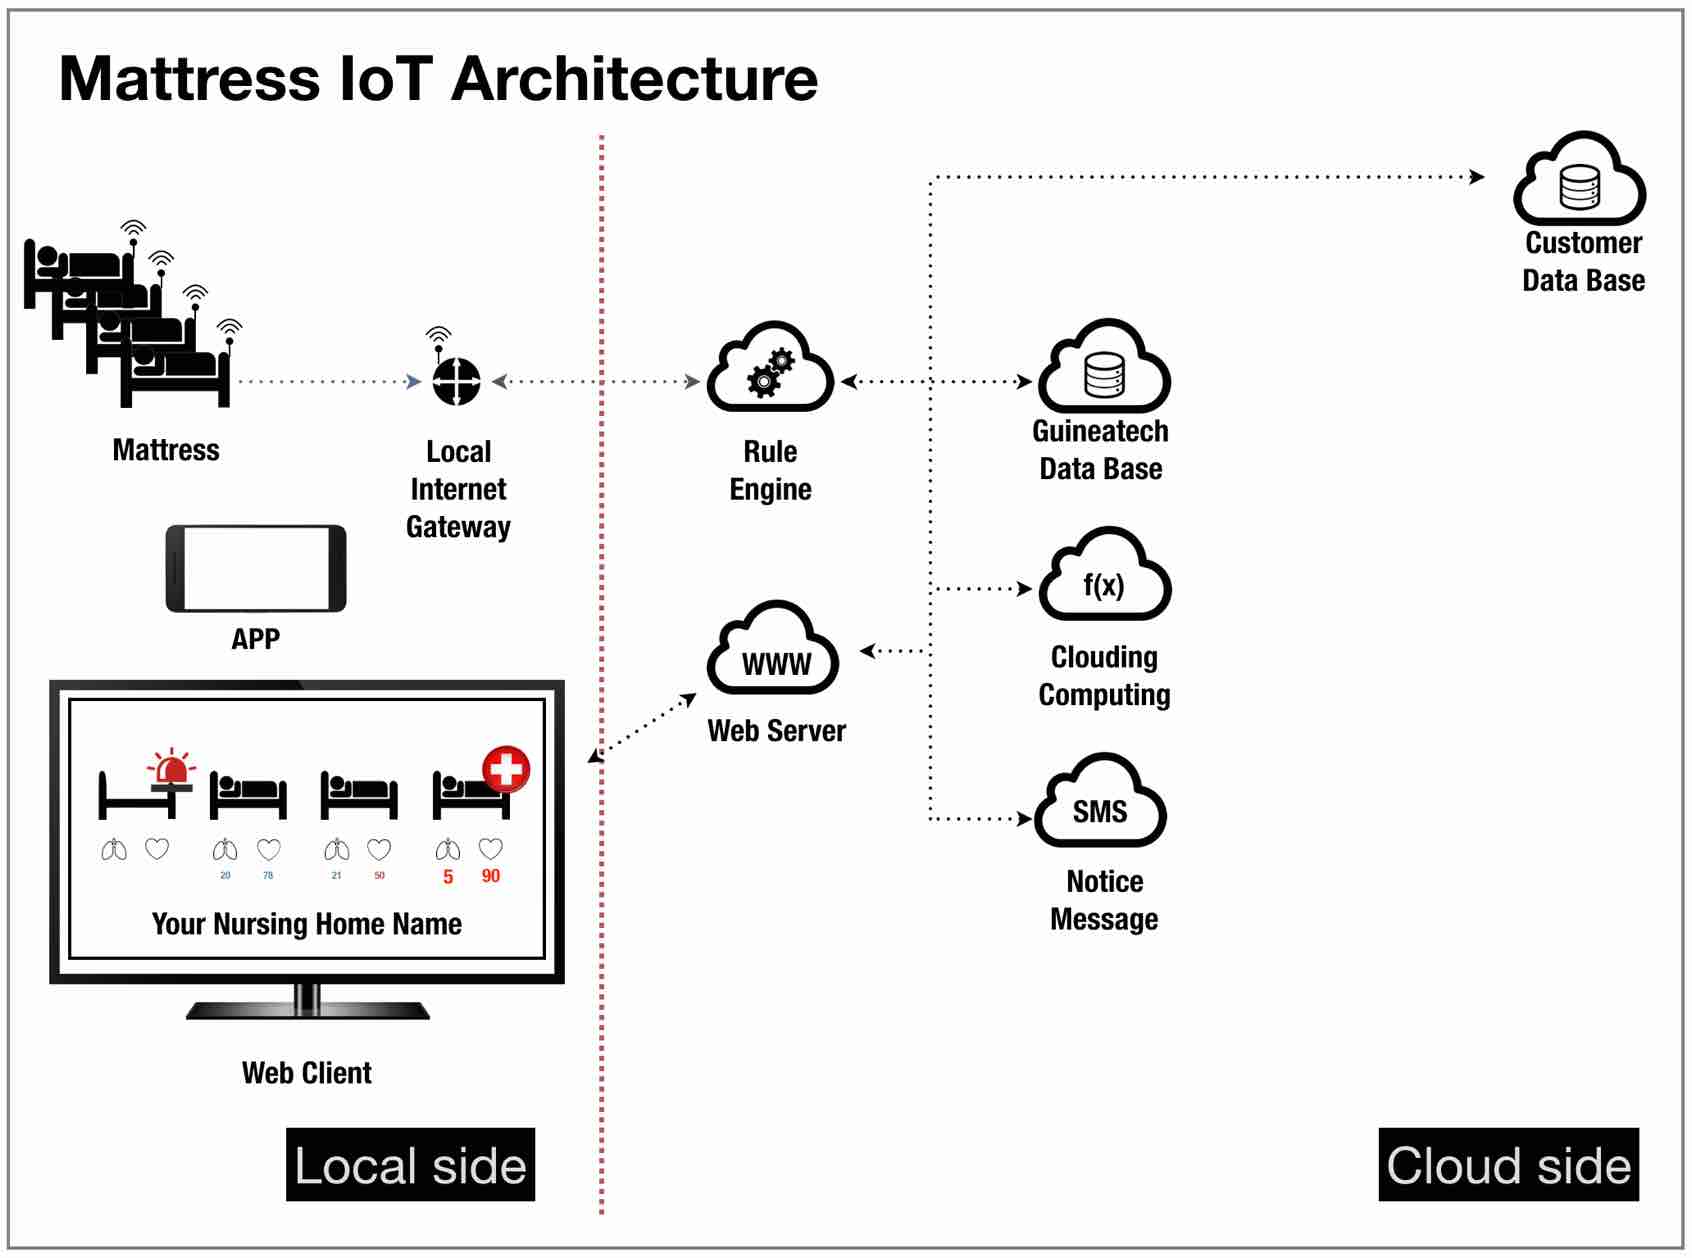 Mattress IoT Architecture
Customer
Data Base
Mattress
Local
Internet
Gateway
Rule
Engine
Guineatech
Data Base
APP
f(x)
Clouding
Computing
WWW
Web Server
SMS
Notice
Message
20 78 21 50 5 90
Your Nursing Home Name
Web Client
Local side
Cloud side